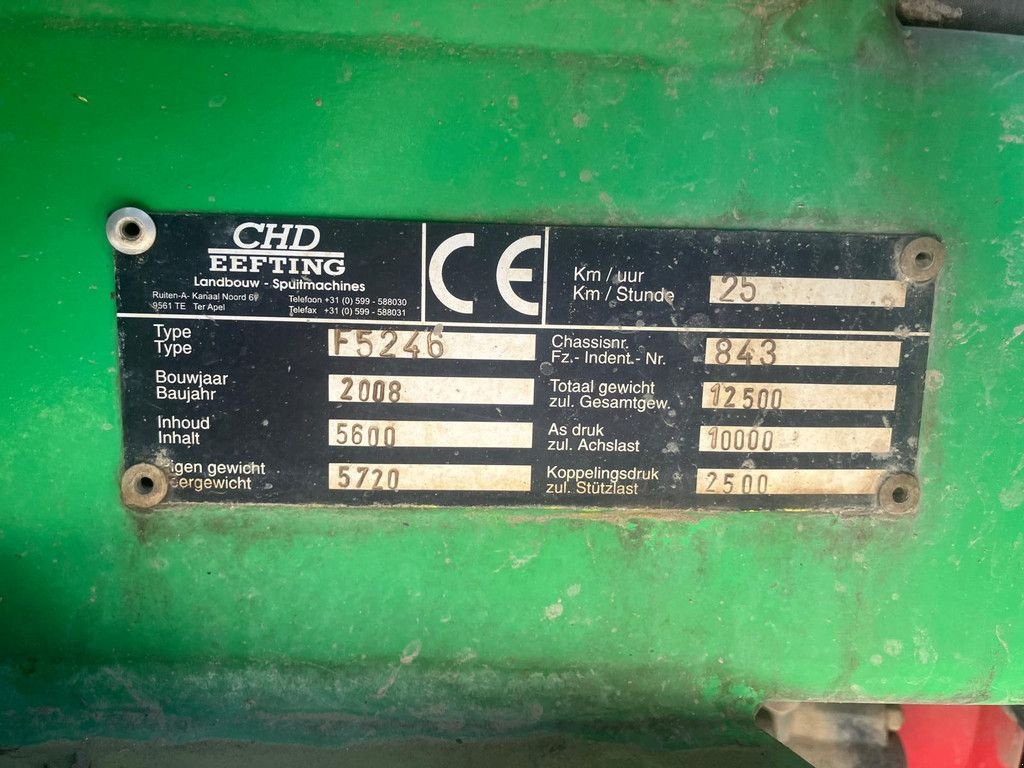 CHD
EEFTING
Landbouw - Spuitmachines
Ruiten-A- Kanaal Noord 67
9561 TE Ter Apel
Telefoon +31 (0) 599 - 588030
Telefax +31 (0) 599 - 588031
CE
Km / uur
Km / Stunde
25
Type
Type
F5246
Chassisnr.
Fz.- Indent.- Nr.
843
Bouwjaar
Baujahr
2008
Totaal gewicht
zul. Gesamtgew.
12500
Inhoud
Inhalt
5600
As druk
zul. Achslast
10000
gewicht
5720
Koppelingsdruk
zul. Stützlast
2500